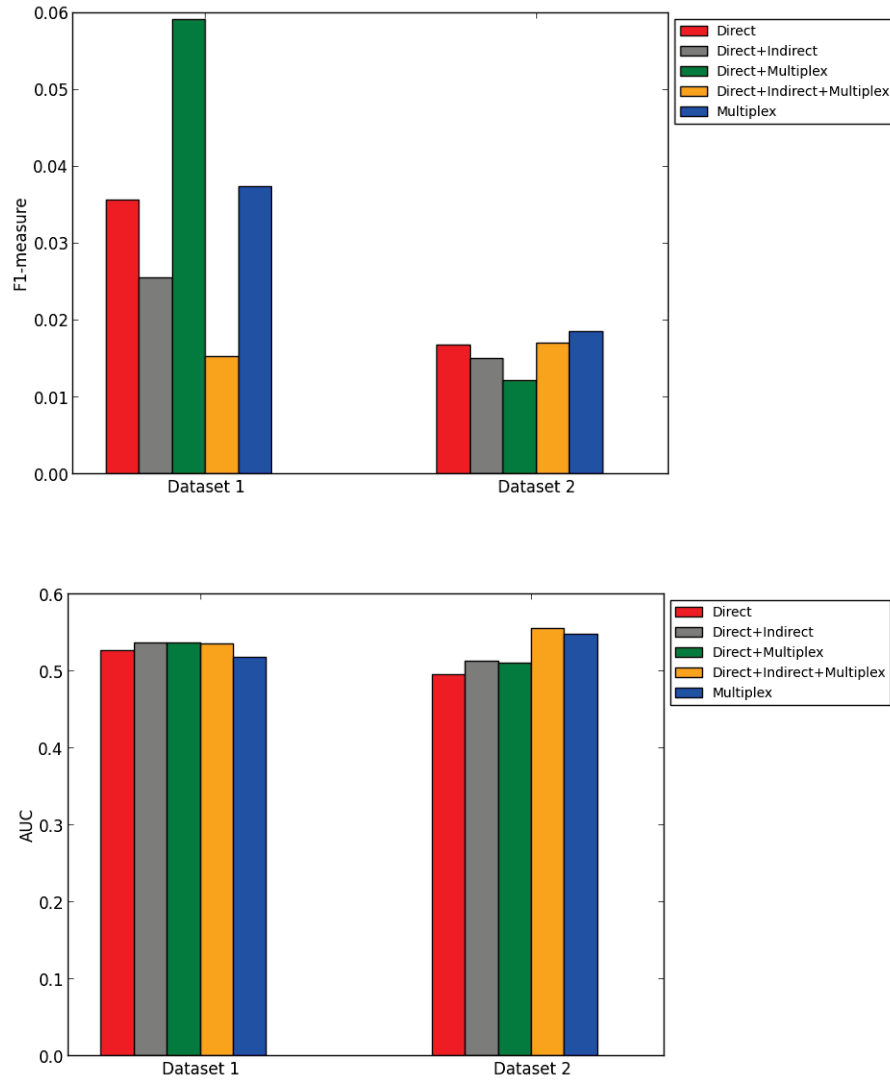 0.06
0.05
0.04
0.03
0.02
0.01
0.00
F1-measure
Dataset 1
Dataset 2
Direct
Direct+Indirect
Direct+Multiplex
Direct+Indirect+Multiplex
Multiplex
0.6
0.5
0.4
0.3
0.2
0.1
0.0
AUC
Dataset 1
Dataset 2
Direct
Direct+Indirect
Direct+Multiplex
Direct+Indirect+Multiplex
Multiplex